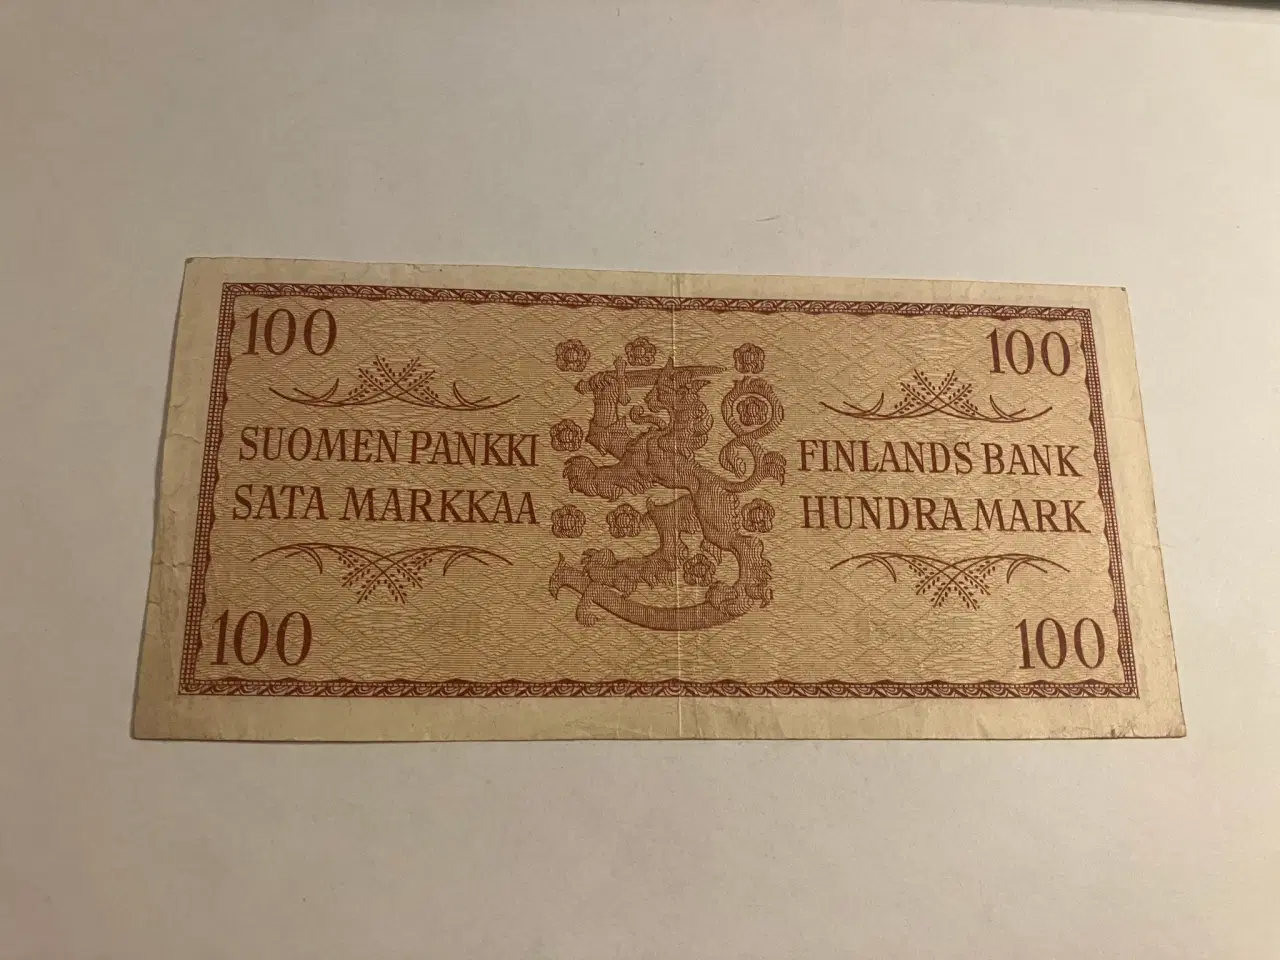 100
100
SUOMEN PANKKI
SATA MARKKAA
FINLANDS BANK
HUNDRA MARK
100
100